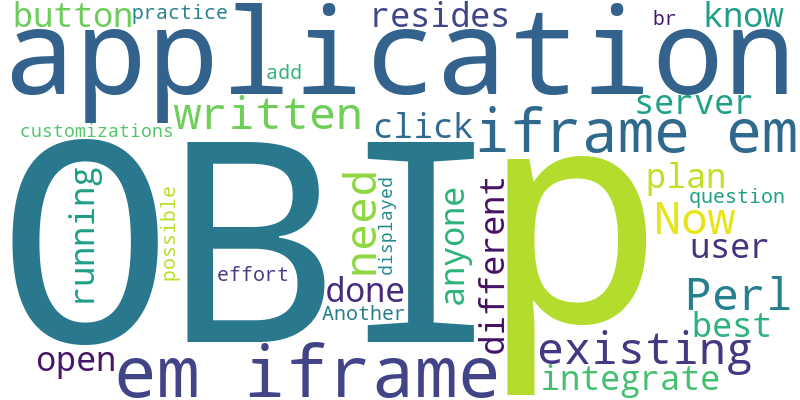 button practice resides br know
application
add
written click iframe em server
customizations
OBI p
running possible need displayed anyone different plan
question
Now
effort user
done Perl
Another best
open em iframe existing
integrate